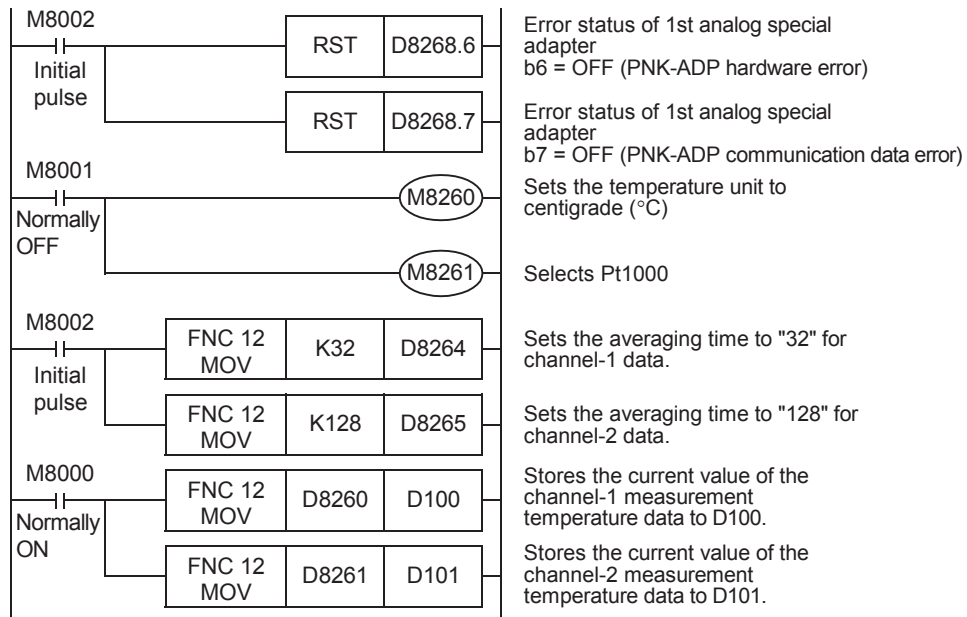 M8002
Initial
pulse
RST D8268.6
Error status of 1st analog special
adapter
b6 = OFF (PNK-ADP hardware error)
RST D8268.7
Error status of 1st analog special
adapter
b7 = OFF (PNK-ADP communication data error)
M8001
Normally
OFF
M8260
Sets the temperature unit to
centigrade (°C)
M8261
Selects Pt1000
M8002
Initial
pulse
FNC 12
MOV
K32 D8264
Sets the averaging time to "32" for
channel-1 data.
FNC 12
MOV
K128 D8265
Sets the averaging time to "128" for
channel-2 data.
M8000
Normally
ON
FNC 12
MOV
D8260 D100
Stores the current value of the
channel-1 measurement
temperature data to D100.
FNC 12
MOV
D8261 D101
Stores the current value of the
channel-2 measurement
temperature data to D101.